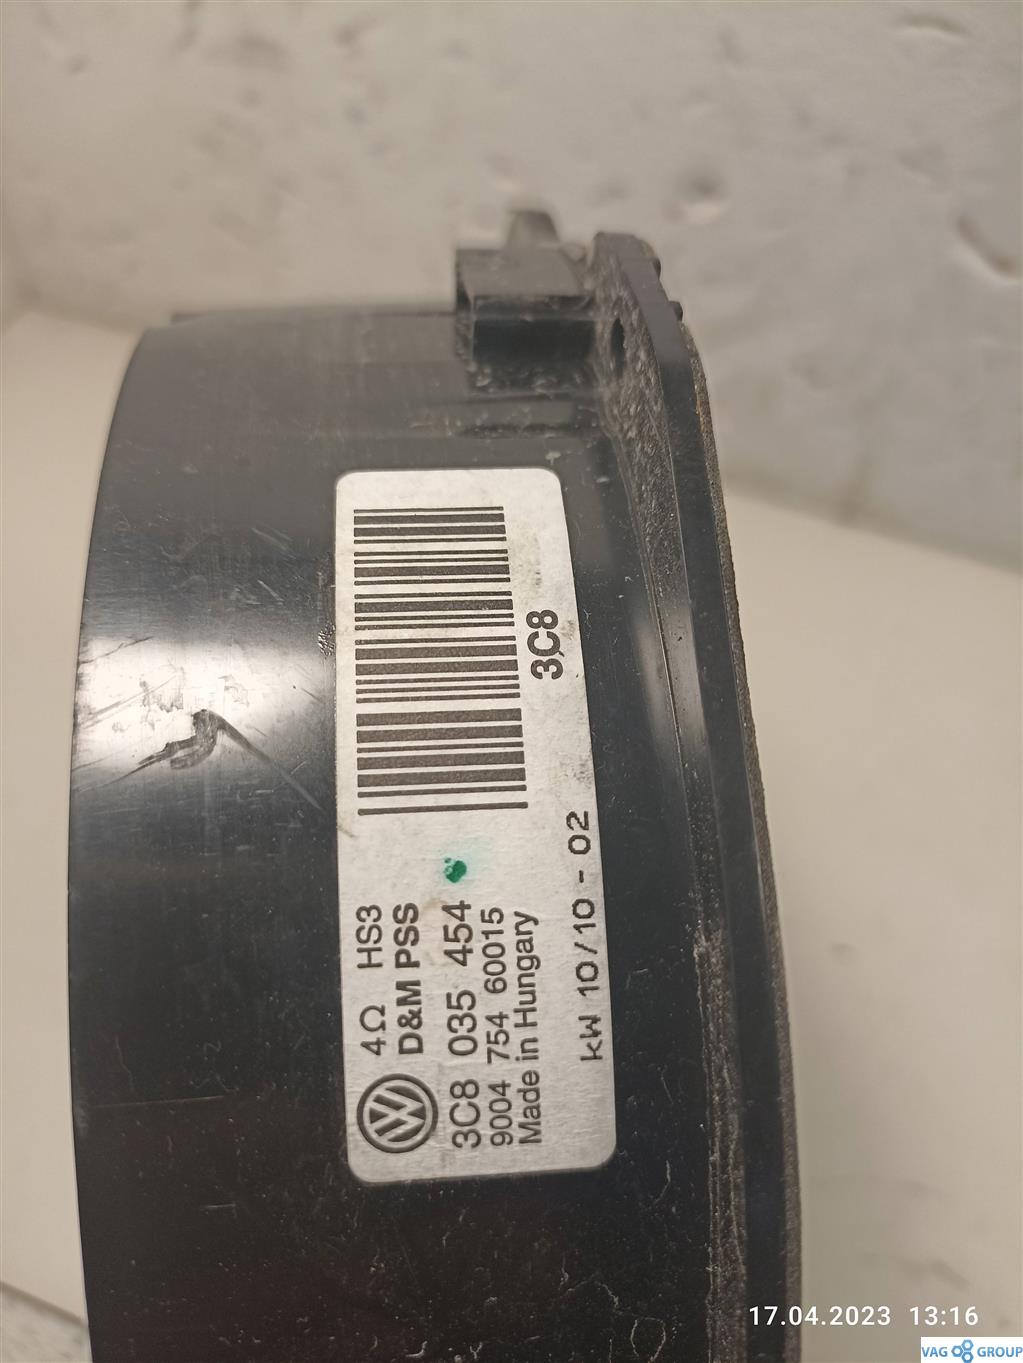 4Ω HS3
D&M PSS
3C8 035 454
9004 754 60015
Made in Hungary
3C8
kW 10/10 - 02
17.04.2023 13:16
VAG GROUP